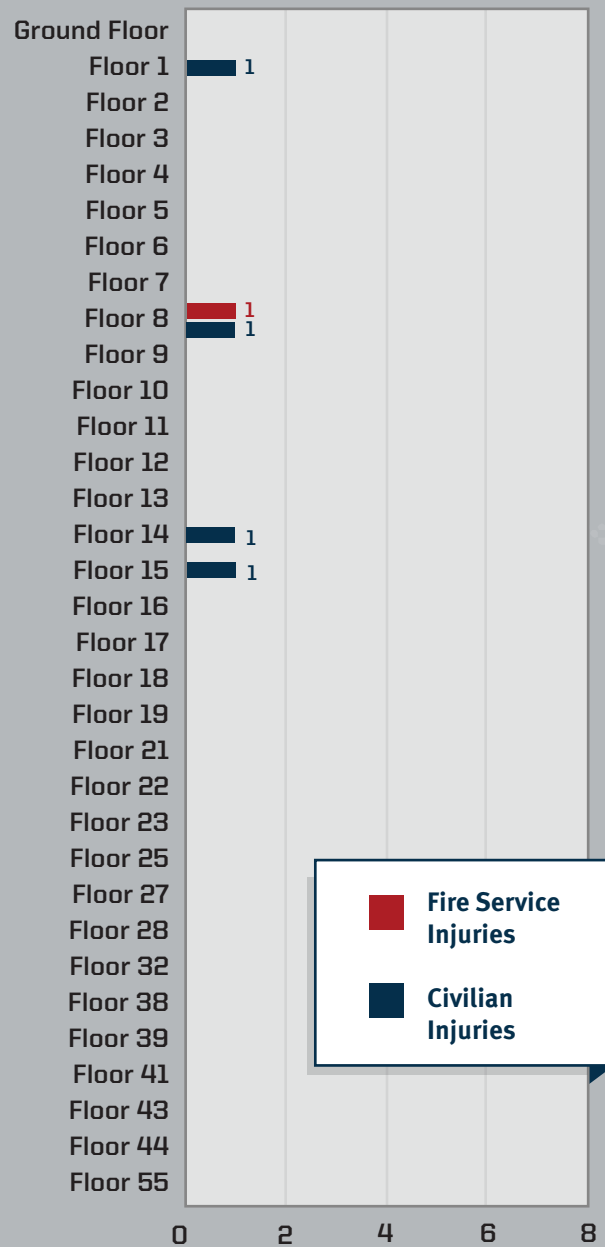 Ground Floor
Floor 1 1
Floor 2
Floor 3
Floor 4
Floor 5
Floor 6
Floor 7
Floor 8 1
1
Floor 9
Floor 10
Floor 11
Floor 12
Floor 13
Floor 14 1
Floor 15 1
Floor 16
Floor 17
Floor 18
Floor 19
Floor 21
Floor 22
Floor 23
Floor 25
Floor 27
Floor 28
Floor 32
Floor 38
Floor 39
Floor 41
Floor 43
Floor 44
Floor 55
Fire Service
Injuries
Civilian
Injuries
0 2 4 6 8